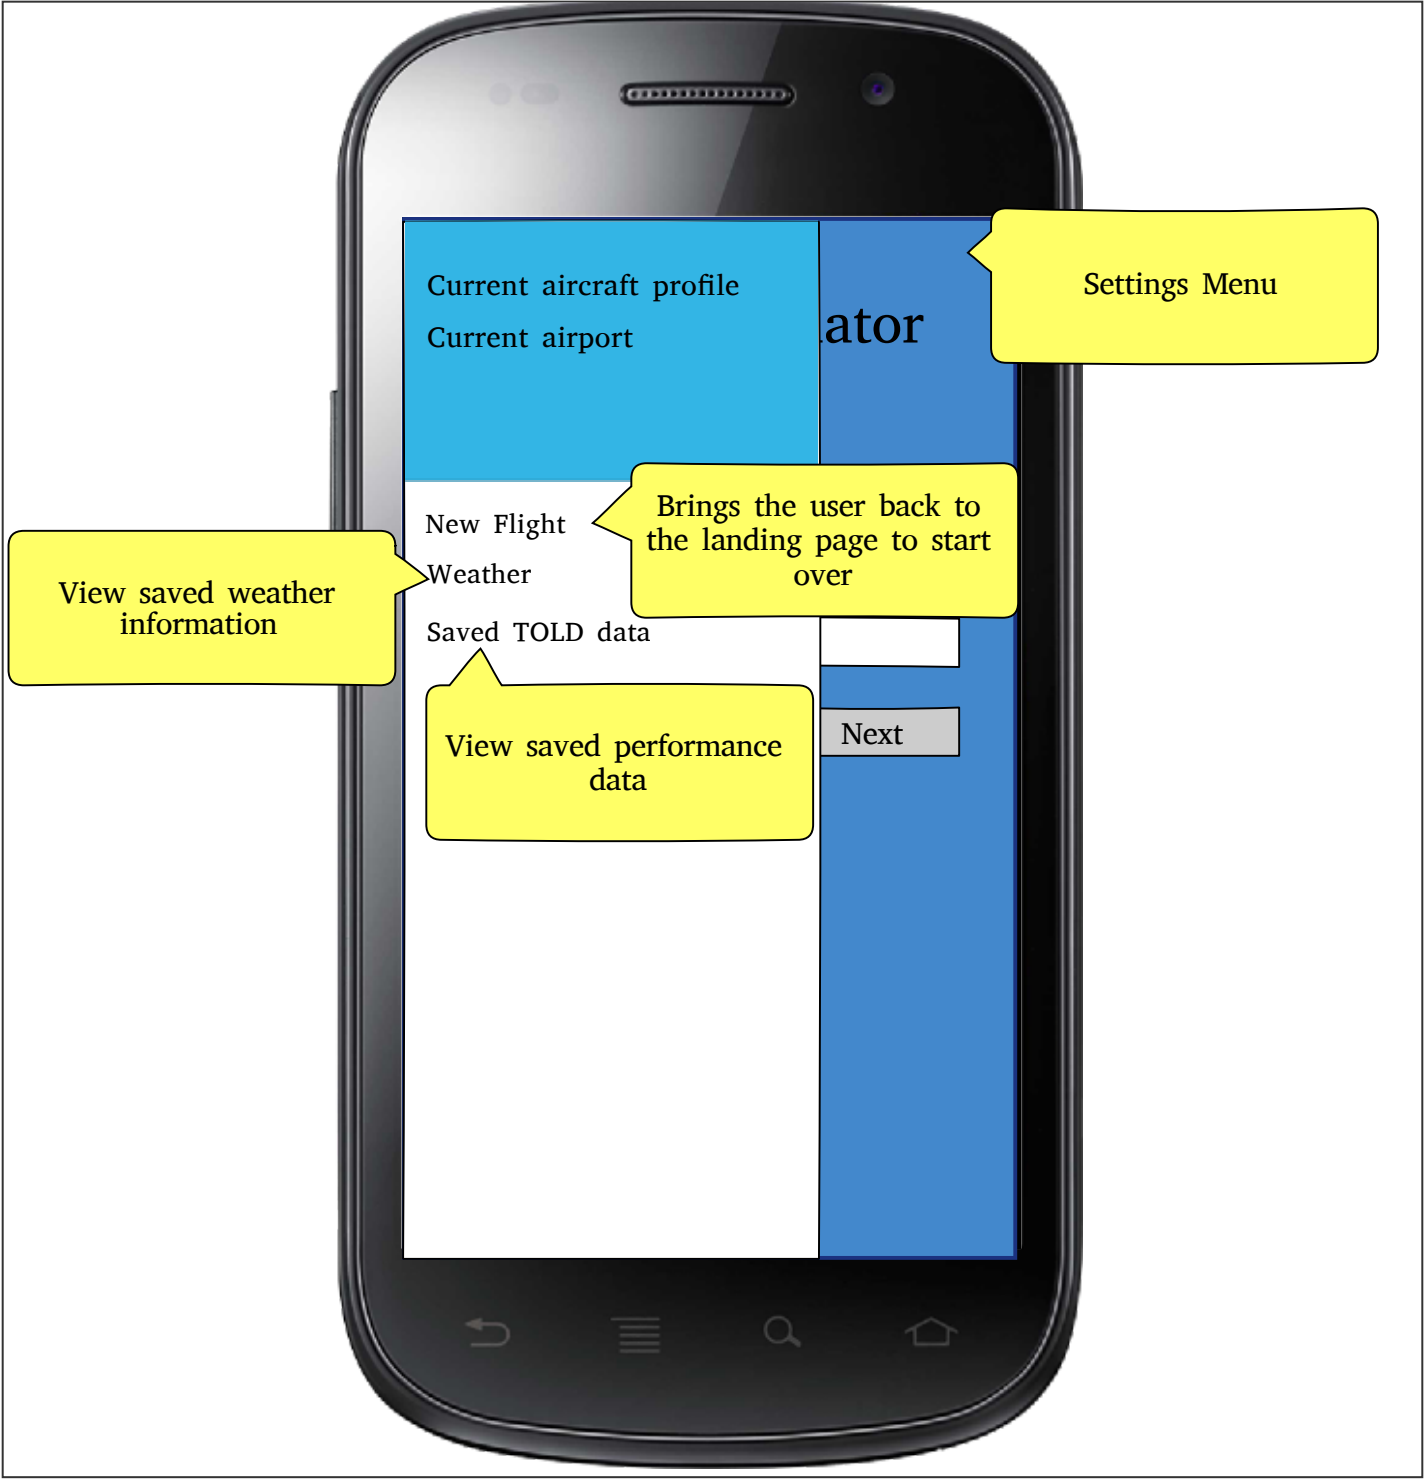 Current aircraft profile
Current airport
ator
Settings Menu
New Flight
Weather
Saved TOLD data
Brings the user back to
the landing page to start
over
View saved weather
information
View saved performance
data
Next